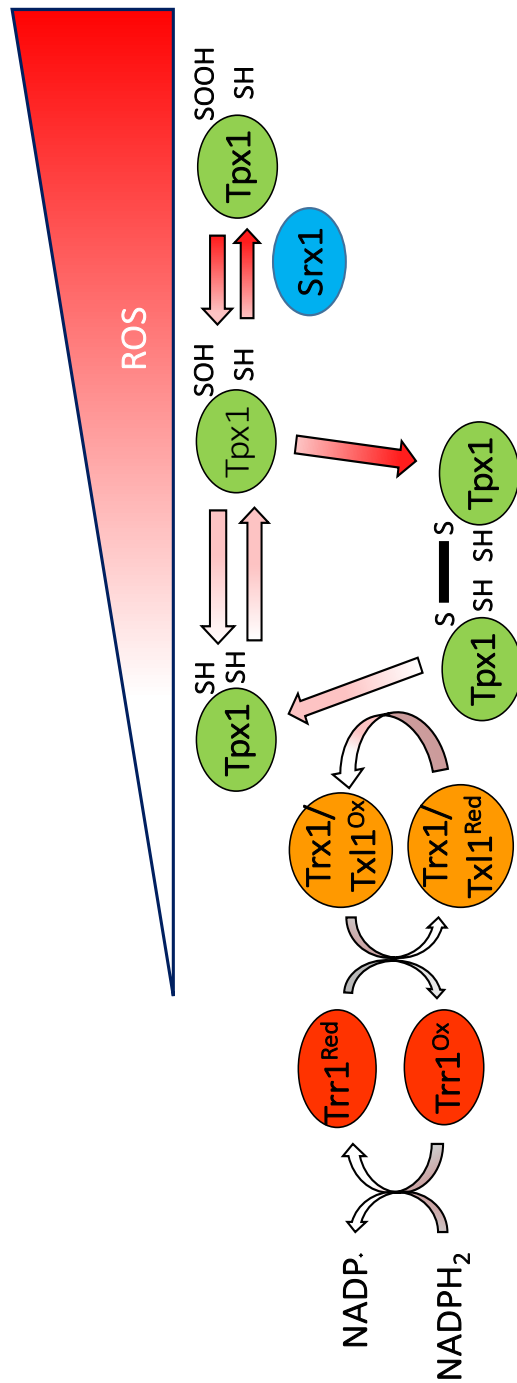 ROS
SH
SH
Tpx1
SOH
SH
Tpx1
SOOH
SH
Tpx1
Srx1
Trx1/
Txl1Ox
Trx1/
Txl1Red
S
S
SH
SH
Tpx1
Tpx1
Trr1Red
Trr1Ox
NADP.
NADPH2